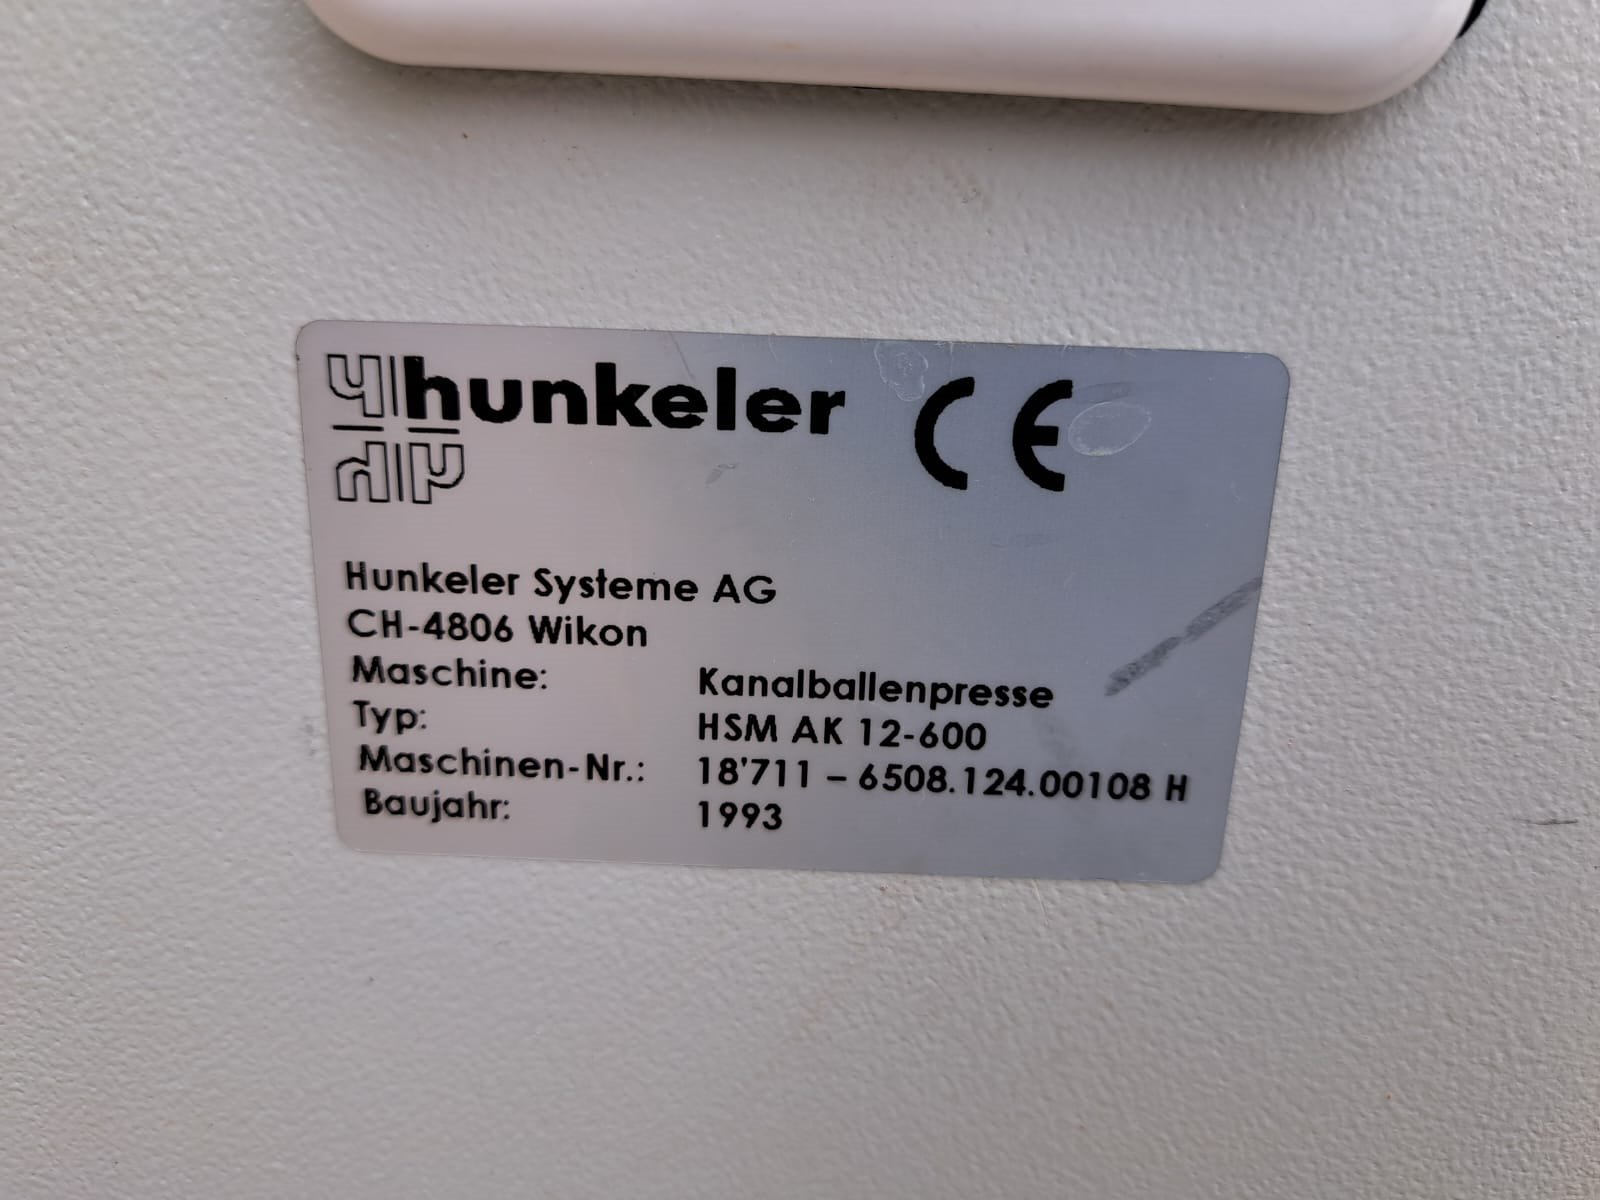 hunkeler CE
Hunkeler Systeme AG
CH-4806 Wikon
Maschine: Kanalballenpresse
Typ: HSM AK 12-600
Maschinen-Nr.: 18'711 – 6508.124.00108 H
Baujahr: 1993